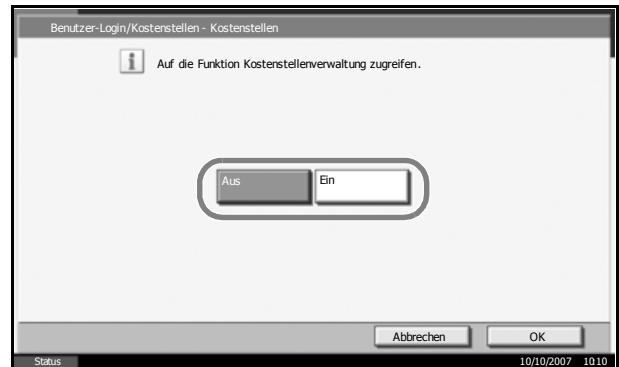 Benutzer-Login/Kostenstellen - Kostenstellen
i Auf die Funktion Kostenstellenverwaltung zugreifen.
Aus Ein
Abbrechen OK
Status 10/10/2007 10:10